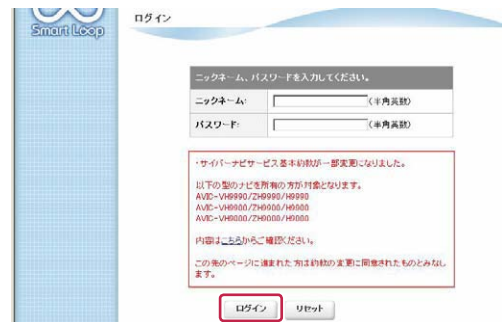 Smart Loop
ログイン
ニックネーム、パスワードを入力してください。
ニックネーム: (半角英数)
パスワード: (半角英数)
・サイバーナビサービス基本約款が一部変更になりました。
以下の型のナビを所有の方が対象となります。
AVIC-VH9990/ZH9990/H9990
AVIC-VH9900/ZH9900/H9900
AVIC-VH9000/ZH9000/H9000
内容はこちらからご確認ください。
この先のページに進まれた方は約款の変更に同意されたものとみなし
ます。
ログイン リセット